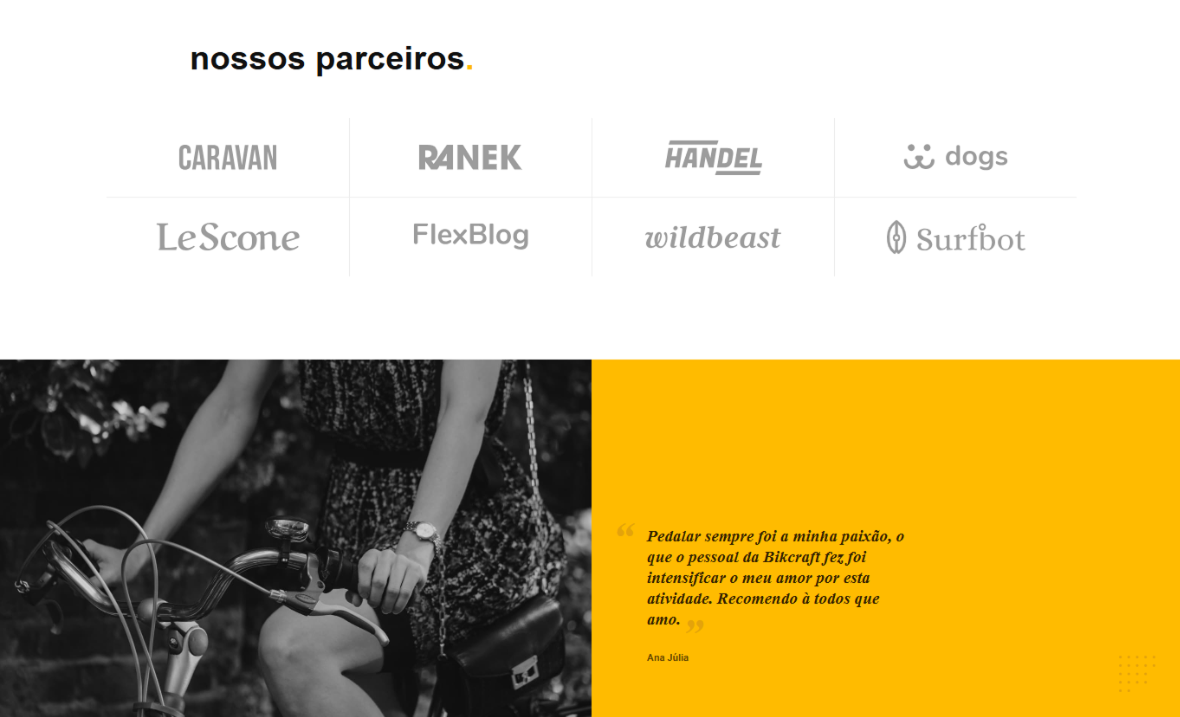 nossos parceiros.
CARAVAN
RANEK
HANDEL
dogs
LeScone
FlexBlog
wildbeast
Surfbot
“ Pedalar sempre foi a minha paixão, o
que o pessoal da Bikcraft fez foi
intensificar o meu amor por esta
atividade. Recomendo à todos que
amo. ”
Ana Júlia